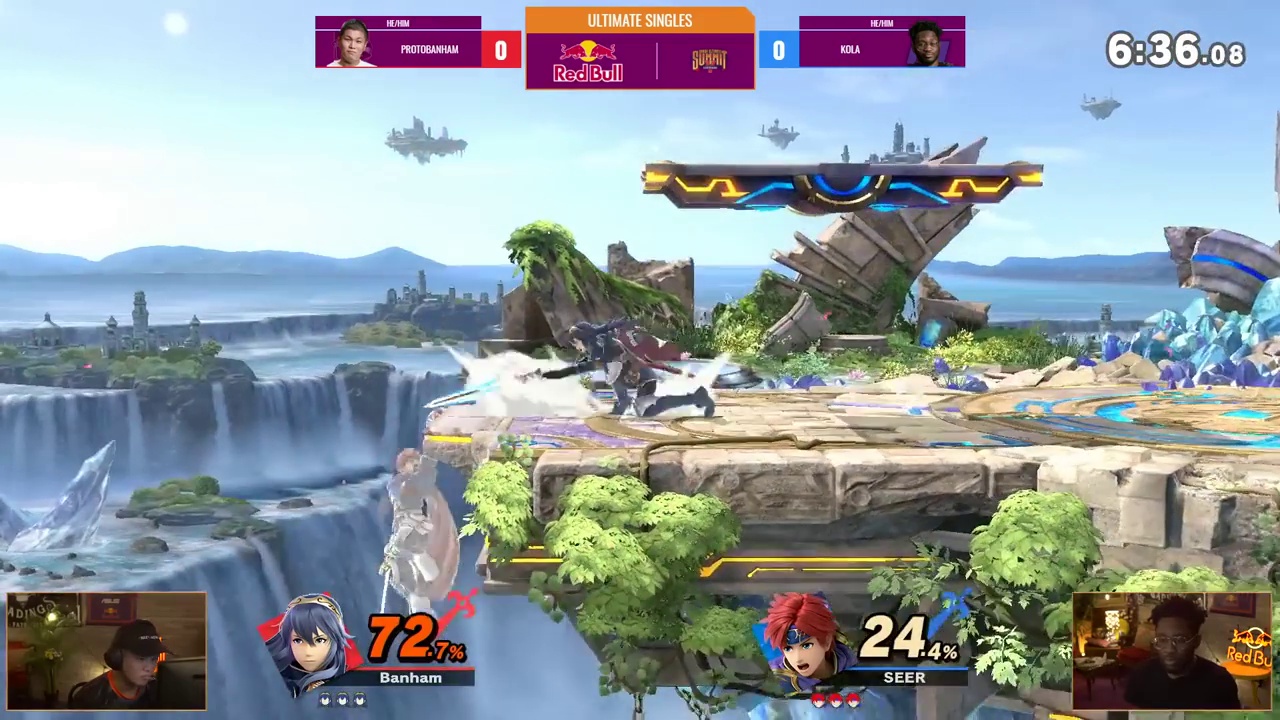 HE/HIM
PROTOBANHAM
0
ULTIMATE SINGLES
Red Bull
SUMMIT
0
HE/HIM
KOLA
6:36.08
72.7%
Banham
24.4%
SEER